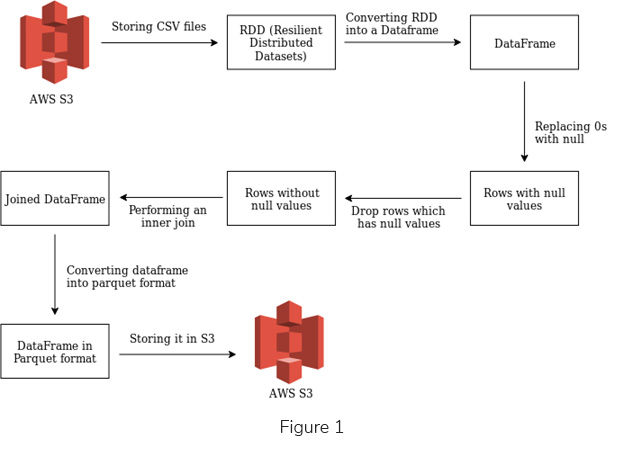 Storing CSV files
RDD (Resilient
Distributed
Datasets)
Converting RDD
into a Dataframe
DataFrame
AWS S3
Replacing 0s
with null
Rows with null
values
Drop rows which
has null values
Rows without
null values
Performing an
inner join
Joined DataFrame
Converting dataframe
into parquet format
DataFrame in
Parquet format
Storing it in S3
AWS S3
Figure 1